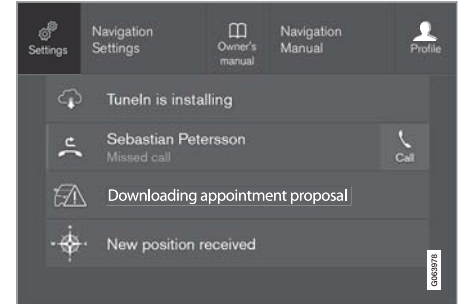 Settings
Navigation
Settings
Owner's
manual
Navigation
Manual
Profile
TuneIn is installing
Sebastian Petersson
Missed call
Call
Downloading appointment proposal
New position received
G063978